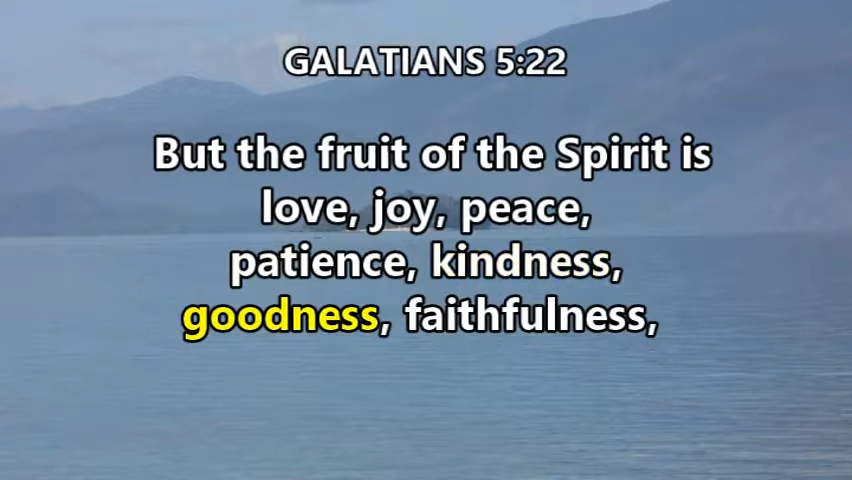 GALATIANS 5:22
But the fruit of the Spirit is
love, joy, peace,
patience, kindness,
goodness, faithfulness,